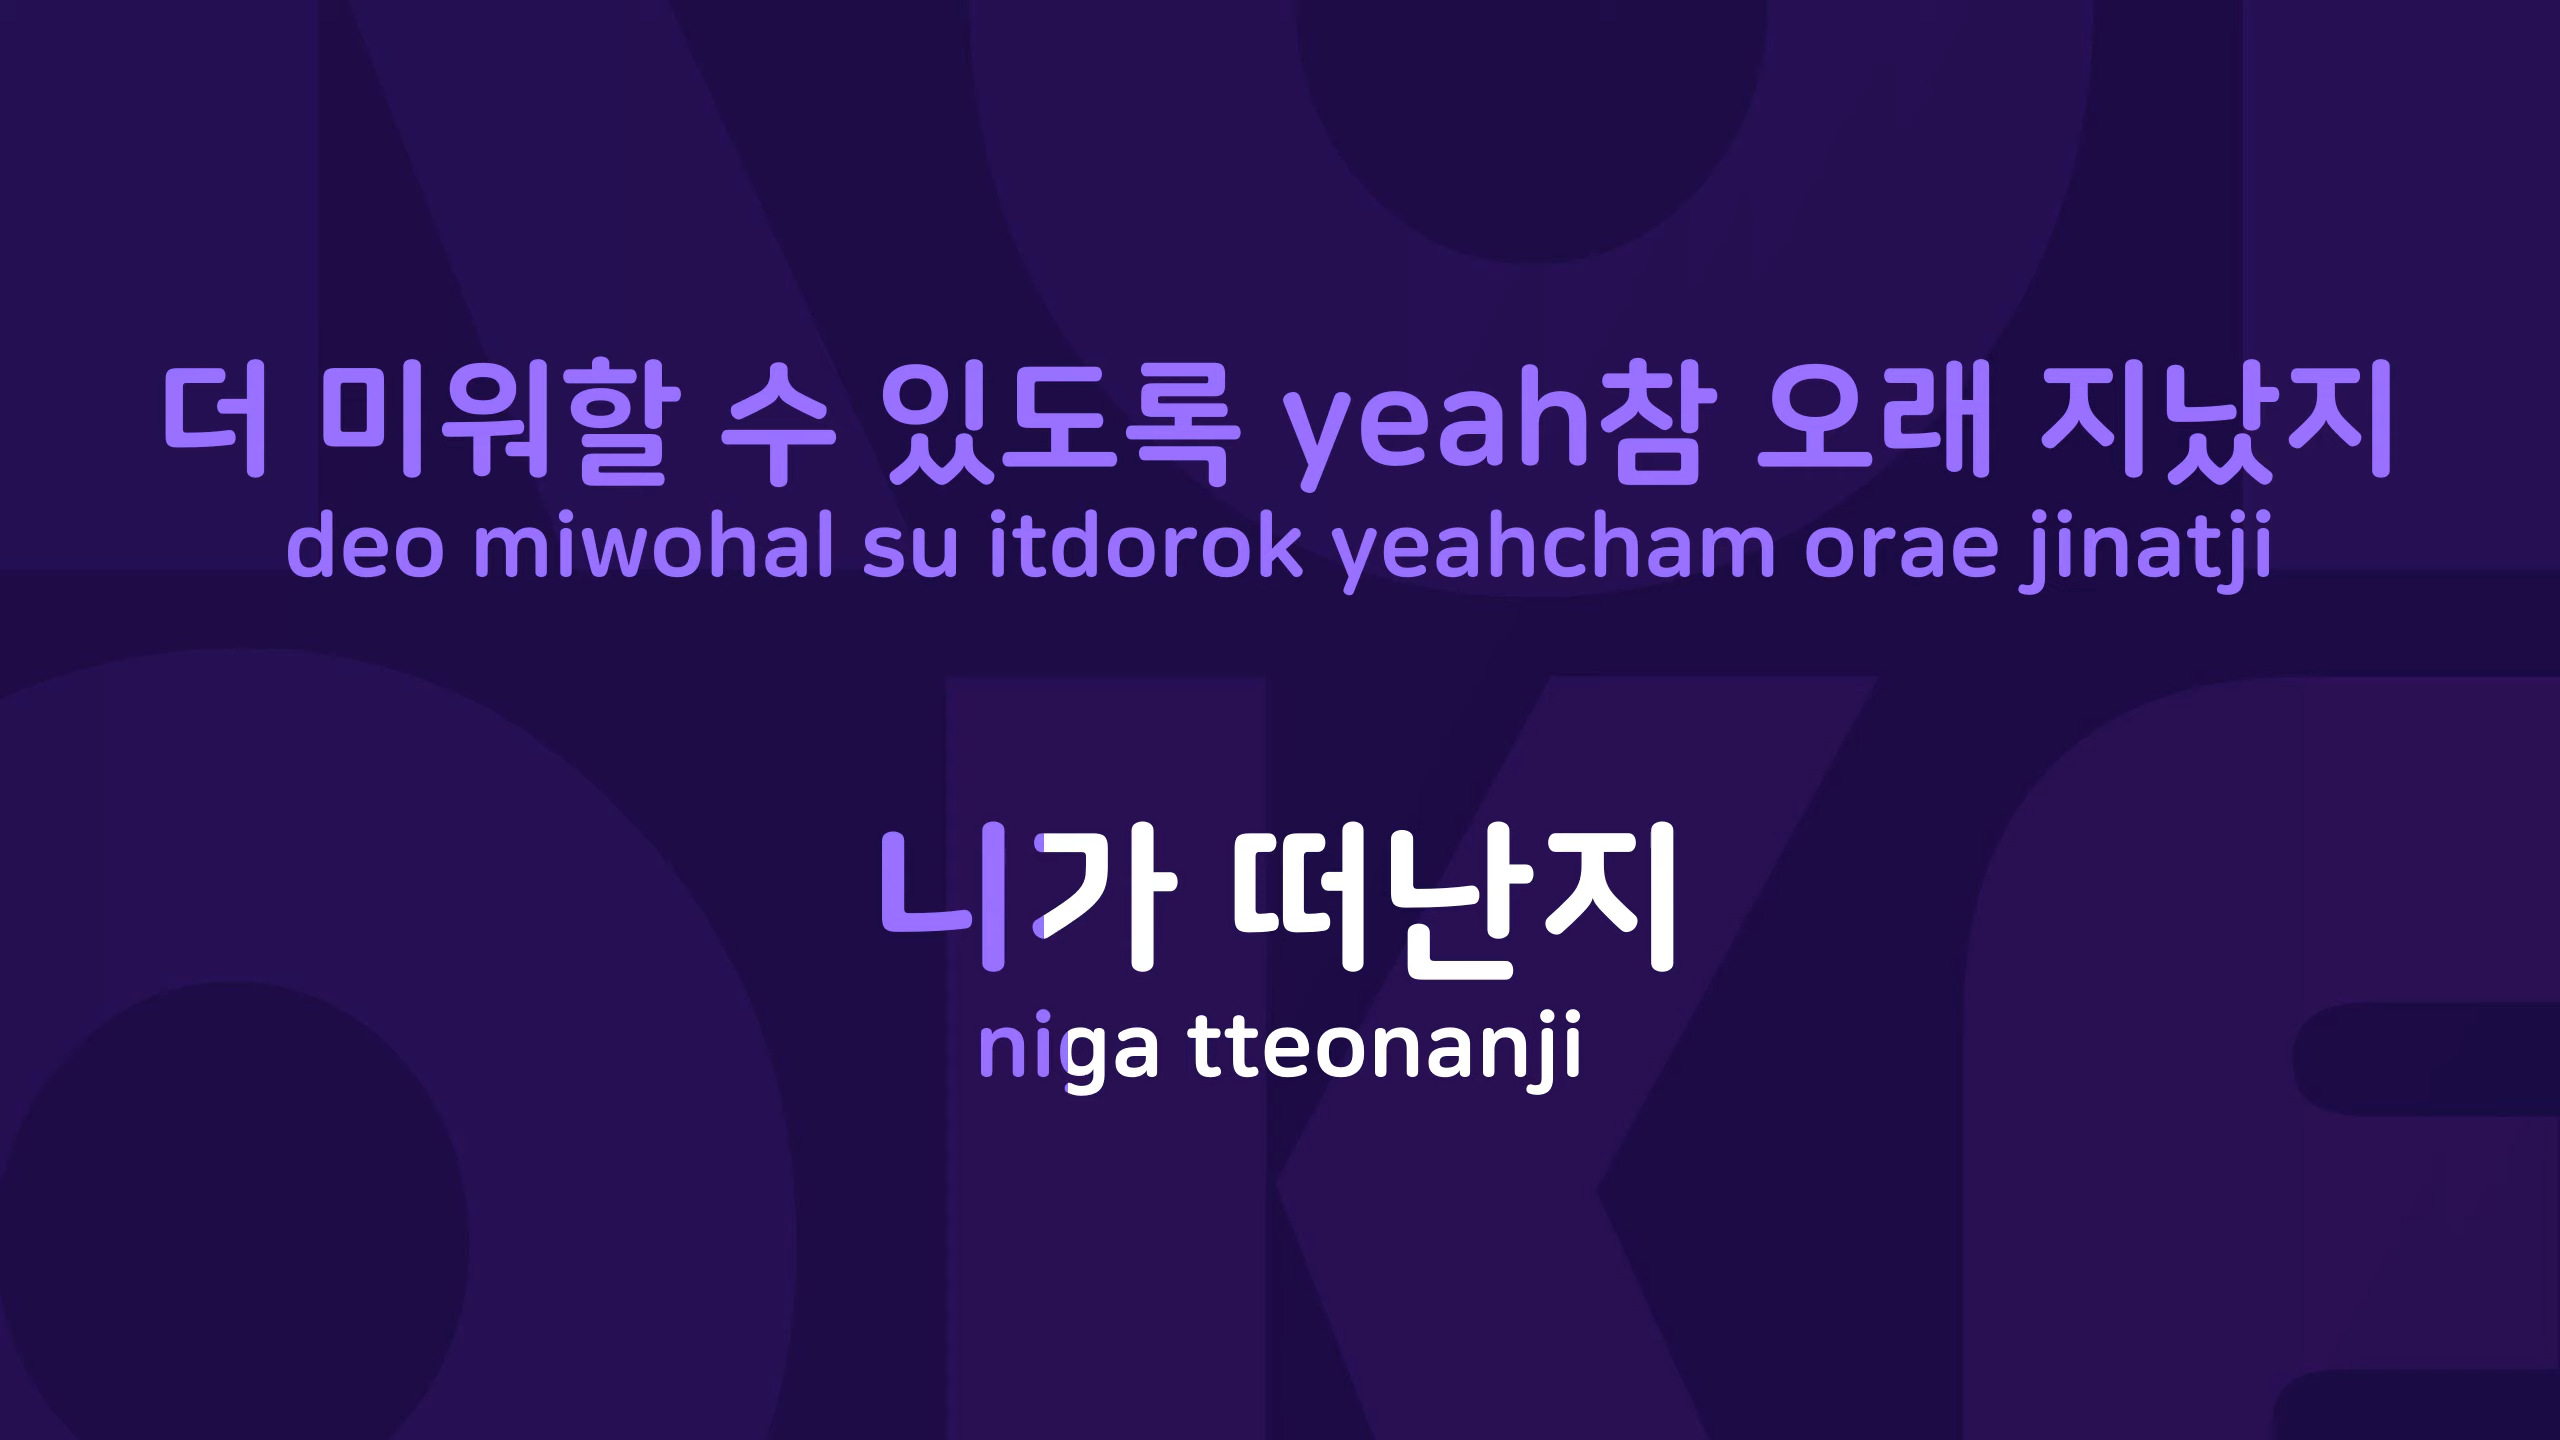 더 미워할 수 있도록 yeah참 오래 지났지
deo miwohal su itdorok yeahcham orae jinatji
니가 떠난지
niga tteonanji